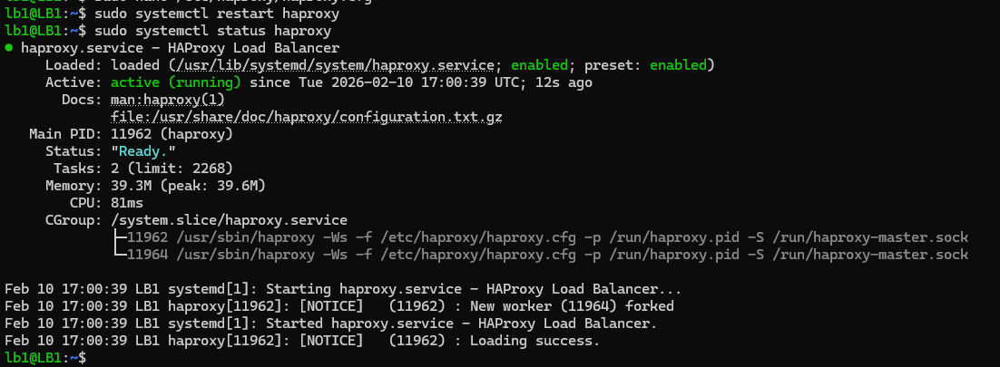 lb1@LB1:~$ sudo nano /etc/haproxy/haproxy.cfg
lb1@LB1:~$ sudo systemctl restart haproxy
lb1@LB1:~$ sudo systemctl status haproxy
● haproxy.service - HAProxy Load Balancer
Loaded: loaded (/usr/lib/systemd/system/haproxy.service; enabled; preset: enabled)
Active: active (running) since Tue 2026-02-10 17:00:39 UTC; 12s ago
Docs: man:haproxy(1)
file:/usr/share/doc/haproxy/configuration.txt.gz
Main PID: 11962 (haproxy)
Status: "Ready."
Tasks: 2 (limit: 2268)
Memory: 39.3M (peak: 39.6M)
CPU: 81ms
CGroup: /system.slice/haproxy.service
├─11962 /usr/sbin/haproxy -Ws -f /etc/haproxy/haproxy.cfg -p /run/haproxy.pid -S /run/haproxy-master.sock
└─11964 /usr/sbin/haproxy -Ws -f /etc/haproxy/haproxy.cfg -p /run/haproxy.pid -S /run/haproxy-master.sock
Feb 10 17:00:39 LB1 systemd[1]: Starting haproxy.service - HAProxy Load Balancer...
Feb 10 17:00:39 LB1 haproxy[11962]: [NOTICE] (11962) : New worker (11964) forked
Feb 10 17:00:39 LB1 systemd[1]: Started haproxy.service - HAProxy Load Balancer.
Feb 10 17:00:39 LB1 haproxy[11962]: [NOTICE] (11962) : Loading success.
lb1@LB1:~$